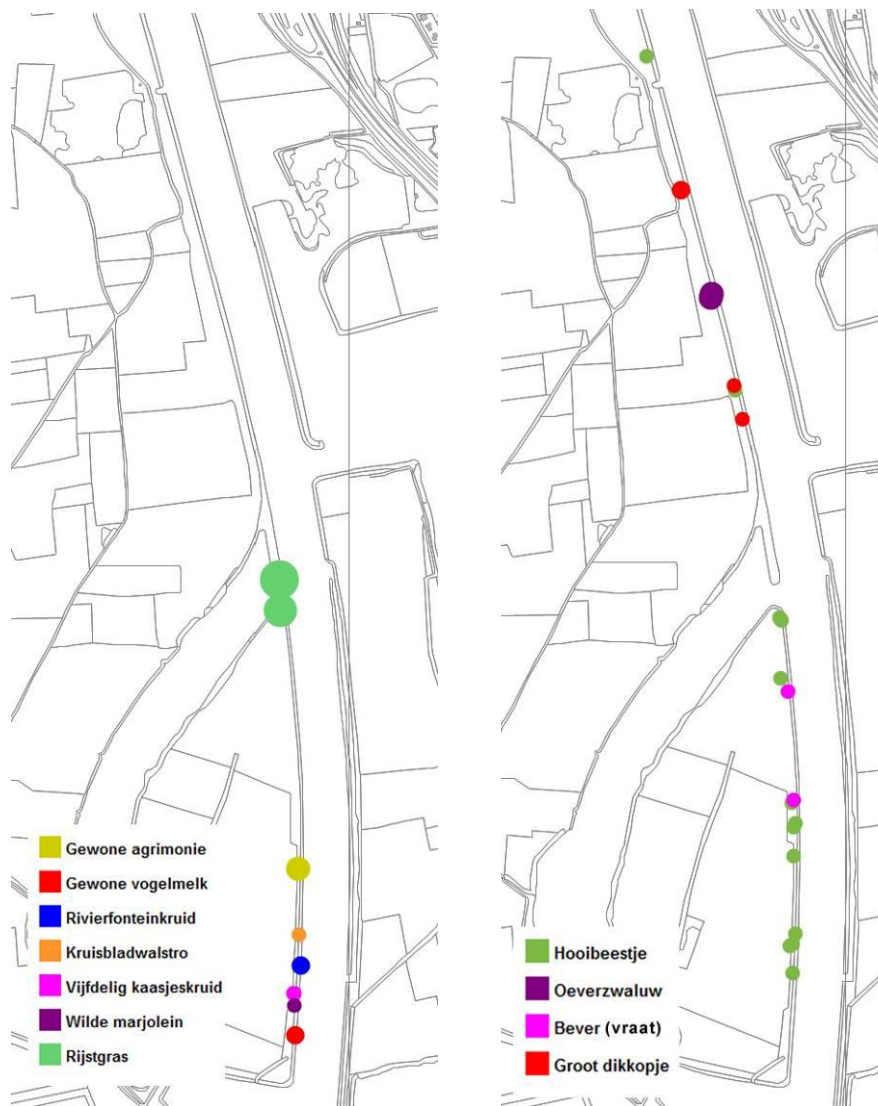 Gewone agrimonie
Gewone vogelmelk
Rivierfonteinkruid
Kruisbladwalstro
Vijfdelig kaasjeskruid
Wilde marjolein
Rijstgras
Hooibeestje
Oeverzwaluw
Bever (vraat)
Groot dikkopje